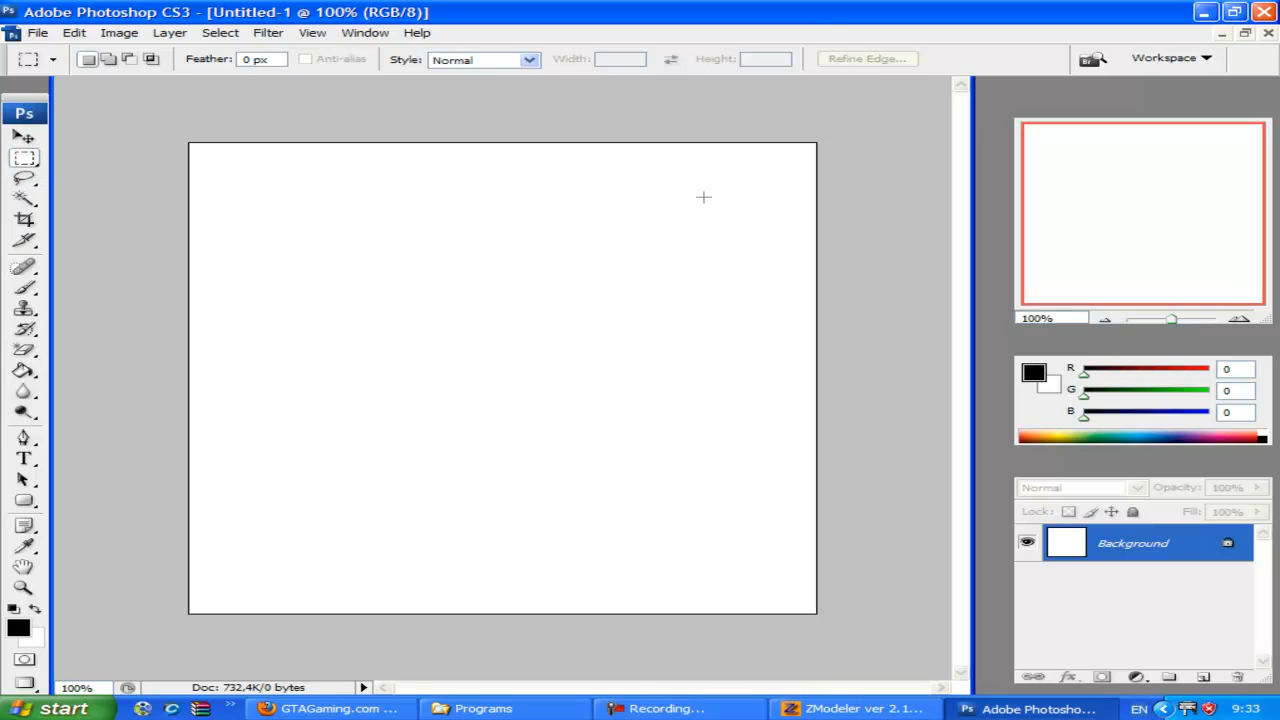 Adobe Photoshop CS3 - [Untitled-1 @ 100% (RGB/8)]
File Edit Image Layer Select Filter View Window Help
Feather: 0 px Anti-alias Style: Normal Width: Height: Refine Edge... Br Workspace
Ps
100%
R 0
G 0
B 0
Normal Opacity: 100%
Lock: Fill: 100%
Background
T
fx
100% Doc: 732,4K/0 bytes
start GTAGaming.com ... Programs Recording... ZModeler ver 2.1... Ps Adobe Photosho... EN 9:33